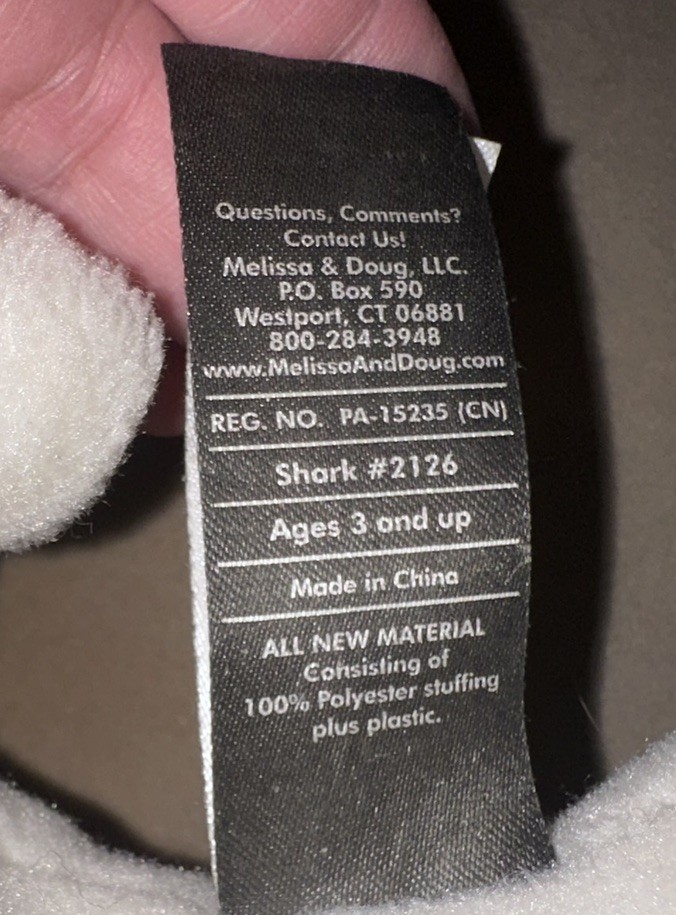 Questions, Comments?
Contact Us!
Melissa & Doug, LLC.
P.O. Box 590
Westport, CT 06881
800-284-3948
www.MelissaAndDoug.com
REG. NO. PA-15235 (CN)
Shark #2126
Ages 3 and up
Made in China
ALL NEW MATERIAL
Consisting of
100% Polyester stuffing
plus plastic.